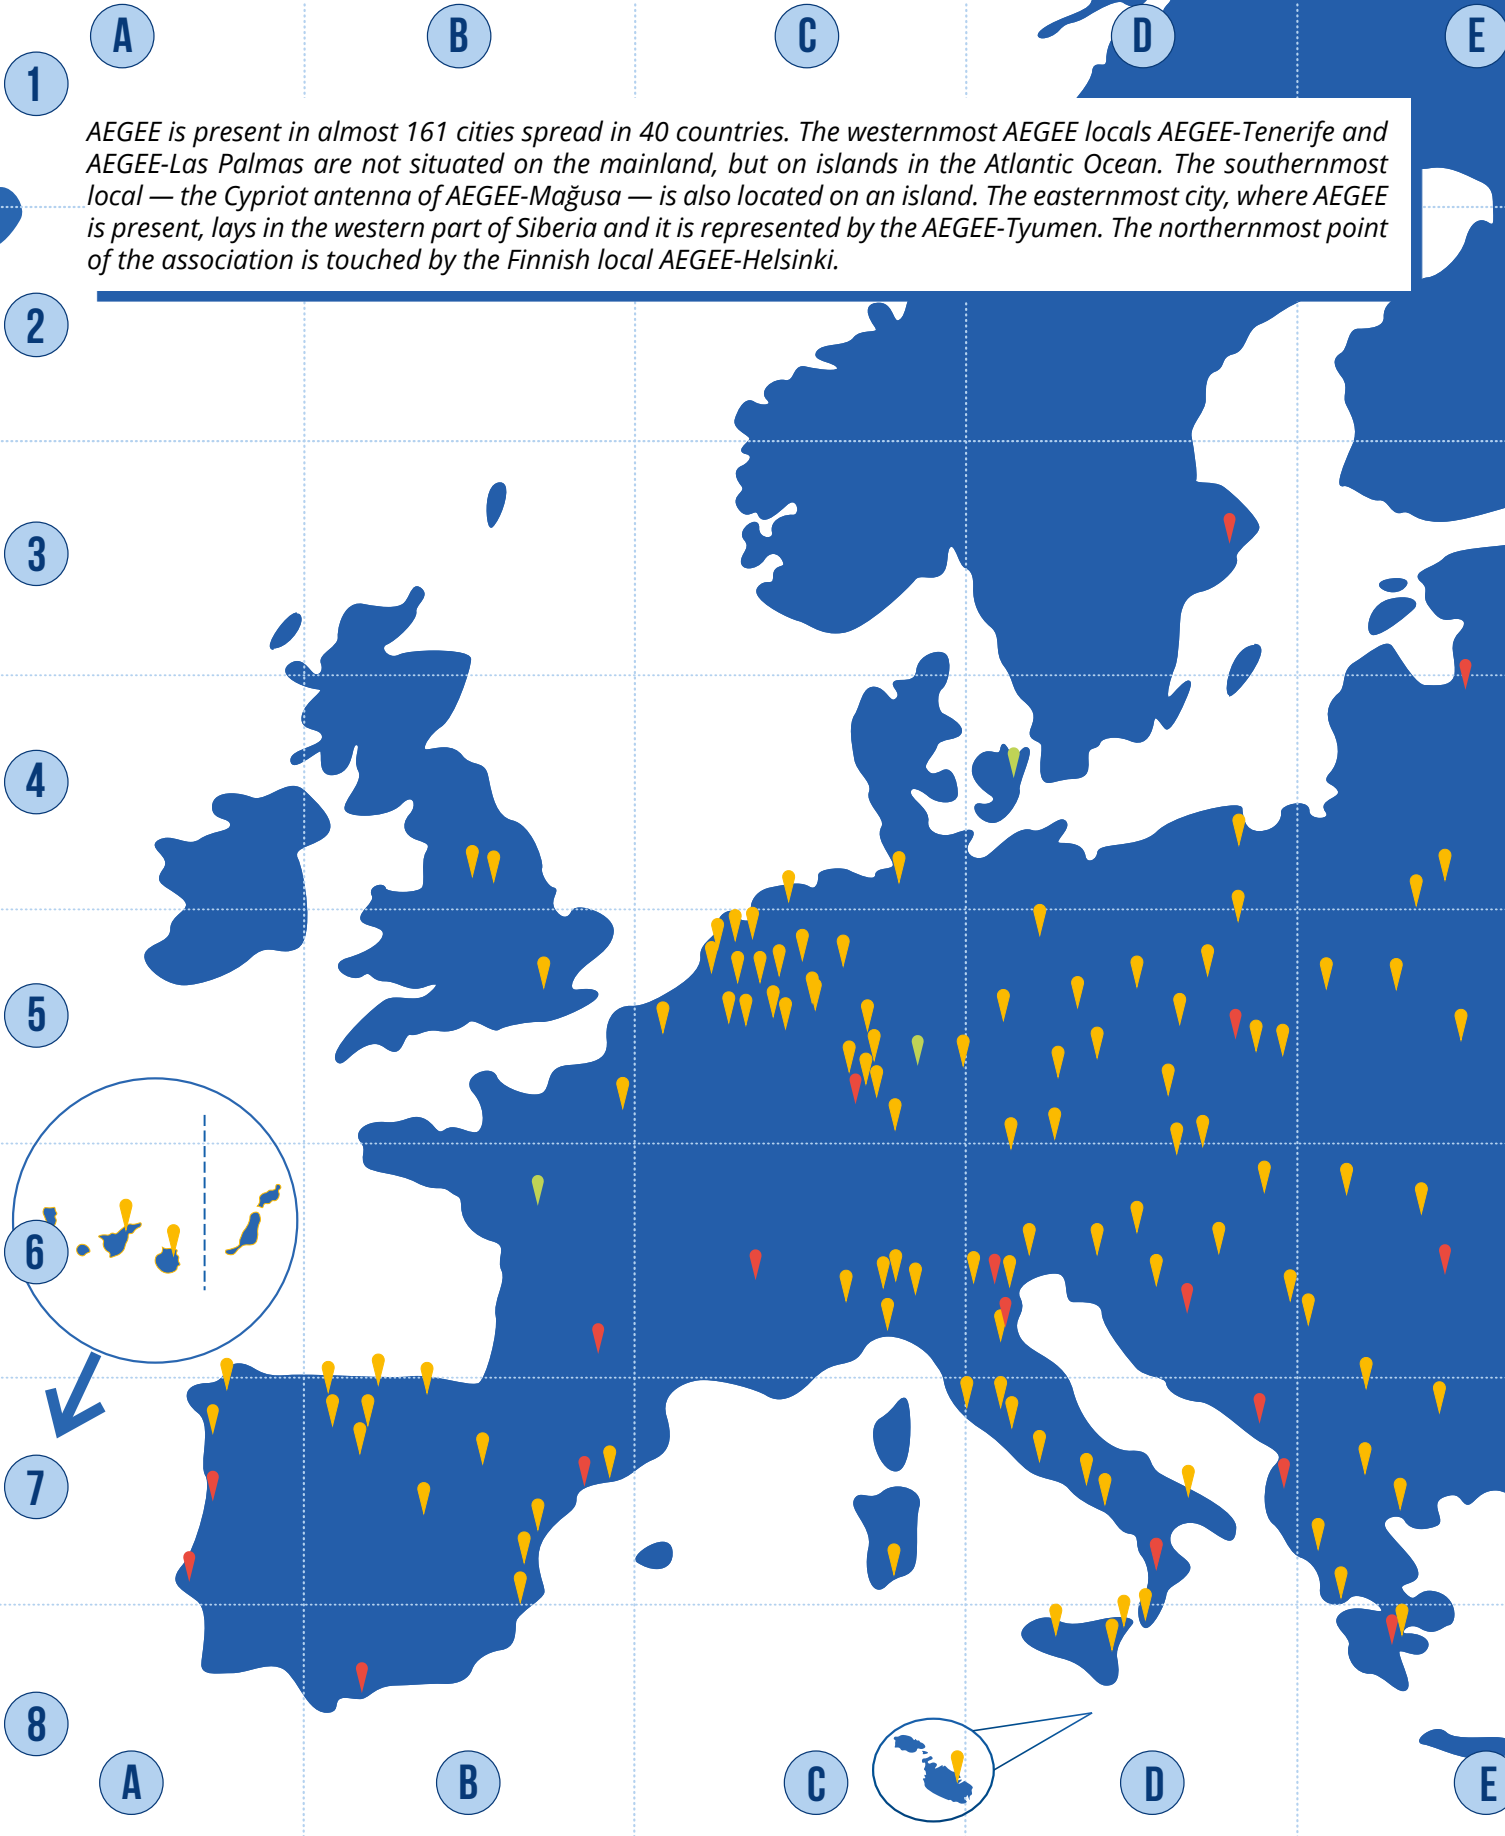 A B C D E
1
AEGEE is present in almost 161 cities spread in 40 countries. The westernmost AEGEE locals AEGEE-Tenerife and
AEGEE-Las Palmas are not situated on the mainland, but on islands in the Atlantic Ocean. The southernmost
local — the Cypriot antenna of AEGEE-Mağusa — is also located on an island. The easternmost city, where AEGEE
is present, lays in the western part of Siberia and it is represented by the AEGEE-Tyumen. The northernmost point
of the association is touched by the Finnish local AEGEE-Helsinki.
2
3
4
5
6
7
8
A B C D E